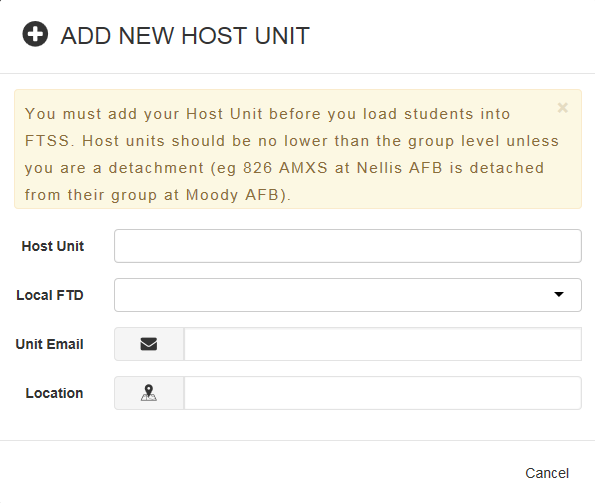 ADD NEW HOST UNIT
You must add your Host Unit before you load students into
FTSS. Host units should be no lower than the group level unless
you are a detachment (eg 826 AMXS at Nellis AFB is detached
from their group at Moody AFB).
Host Unit
Local FTD
Unit Email
Location
Cancel